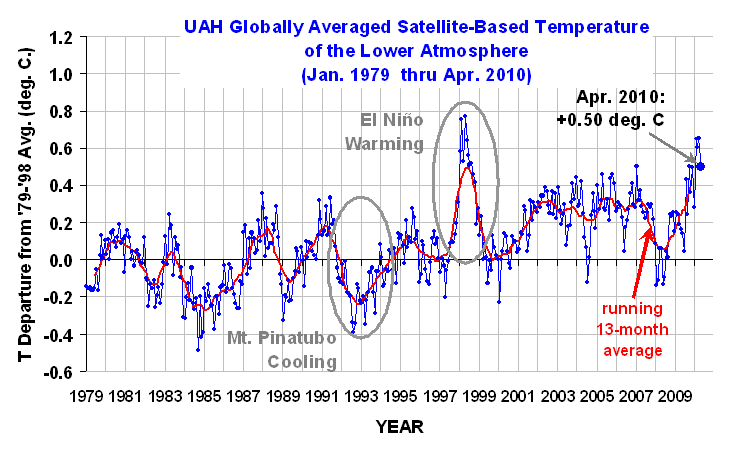 UAH Globally Averaged Satellite-Based Temperature
of the Lower Atmosphere
(Jan. 1979 thru Apr. 2010)
T Departure from '79-'98 Avg. (deg. C.)
1.2
1.0
0.8
0.6
0.4
0.2
0.0
-0.2
-0.4
-0.6
El Niño
Warming
Apr. 2010:
+0.50 deg. C
Mt. Pinatubo
Cooling
running
13-month
average
1979 1981 1983 1985 1987 1989 1991 1993 1995 1997 1999 2001 2003 2005 2007 2009
YEAR